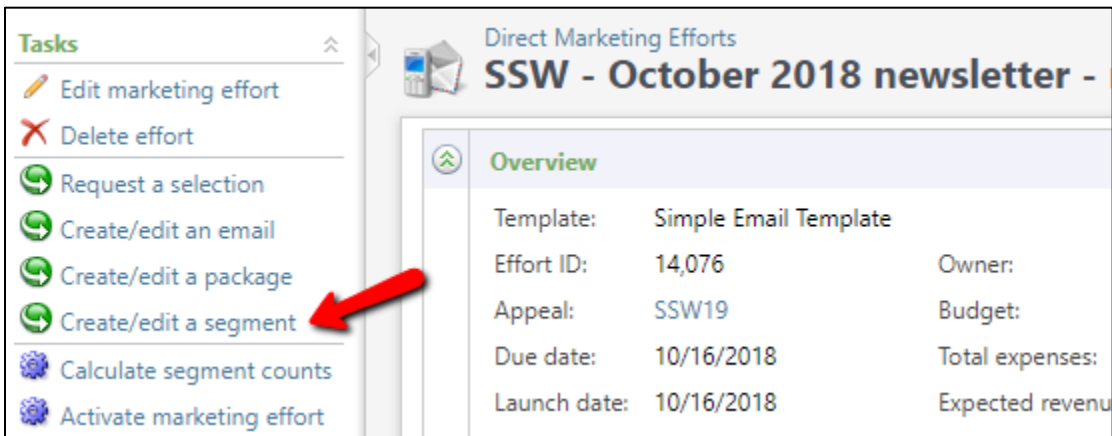 Tasks
Edit marketing effort
Delete effort
Request a selection
Create/edit an email
Create/edit a package
Create/edit a segment
Calculate segment counts
Activate marketing effort
Direct Marketing Efforts
SSW - October 2018 newsletter -
Overview
Template: Simple Email Template
Effort ID: 14,076 Owner:
Appeal: SSW19 Budget:
Due date: 10/16/2018 Total expenses:
Launch date: 10/16/2018 Expected revenu